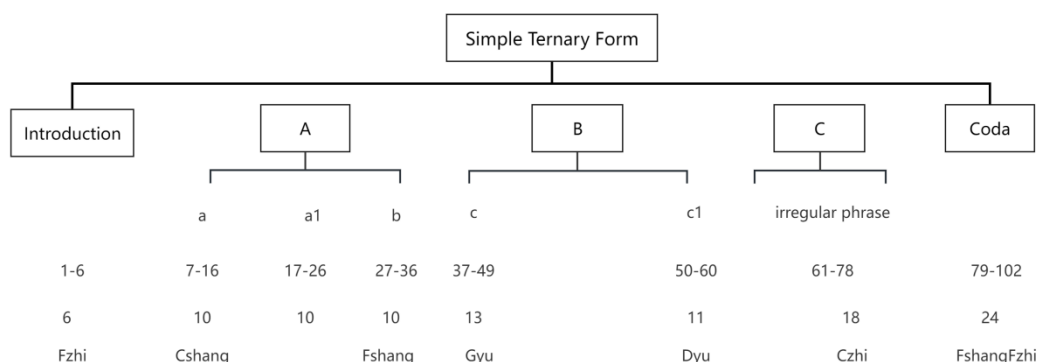 Simple Ternary Form
Introduction A B C Coda
a a1 b c c1 irregular phrase
1-6 7-16 17-26 27-36 37-49 50-60 61-78 79-102
6 10 10 10 13 11 18 24
Fzhi Cshang Fshang Gyu Dyu Czhi FshangFzhi